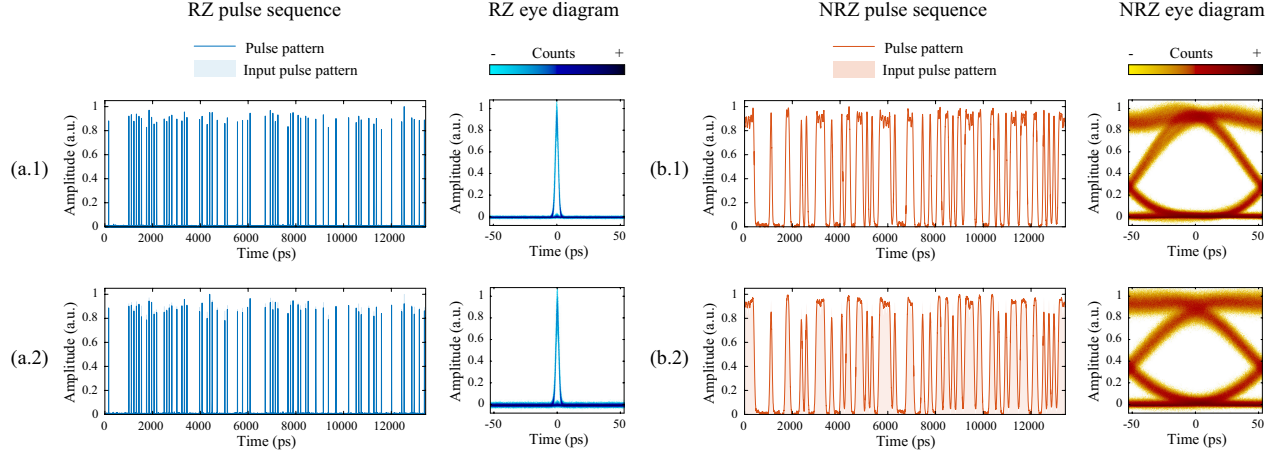 RZ pulse sequence
RZ eye diagram
NRZ pulse sequence
NRZ eye diagram
Pulse pattern
Input pulse pattern
- Counts +
Pulse pattern
Input pulse pattern
- Counts +
(a.1)
Amplitude (a.u.)
1
0.8
0.6
0.4
0.2
0
0 2000 4000 6000 8000 10000 12000
Time (ps)
Amplitude (a.u.)
1
0.8
0.6
0.4
0.2
0
-50 0 50
Time (ps)
(b.1)
Amplitude (a.u.)
1
0.8
0.6
0.4
0.2
0
0 2000 4000 6000 8000 10000 12000
Time (ps)
Amplitude (a.u.)
1
0.8
0.6
0.4
0.2
0
-50 0 50
Time (ps)
(a.2)
Amplitude (a.u.)
1
0.8
0.6
0.4
0.2
0
0 2000 4000 6000 8000 10000 12000
Time (ps)
Amplitude (a.u.)
1
0.8
0.6
0.4
0.2
0
-50 0 50
Time (ps)
(b.2)
Amplitude (a.u.)
1
0.8
0.6
0.4
0.2
0
0 2000 4000 6000 8000 10000 12000
Time (ps)
Amplitude (a.u.)
1
0.8
0.6
0.4
0.2
0
-50 0 50
Time (ps)